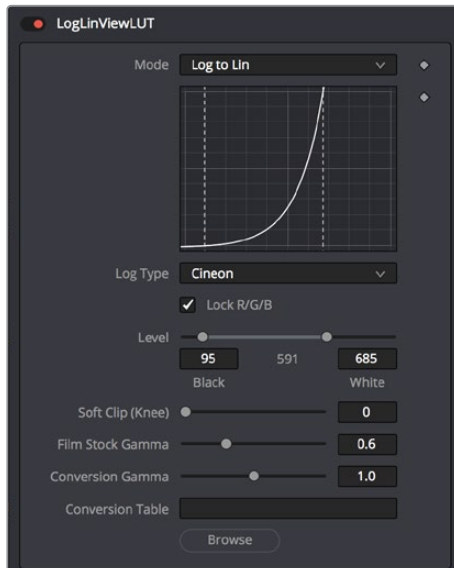 LogLinViewLUT
Mode Log to Lin
Log Type Cineon
Lock R/G/B
Level
95 591 685
Black White
Soft Clip (Knee) 0
Film Stock Gamma 0.6
Conversion Gamma 1.0
Conversion Table
Browse